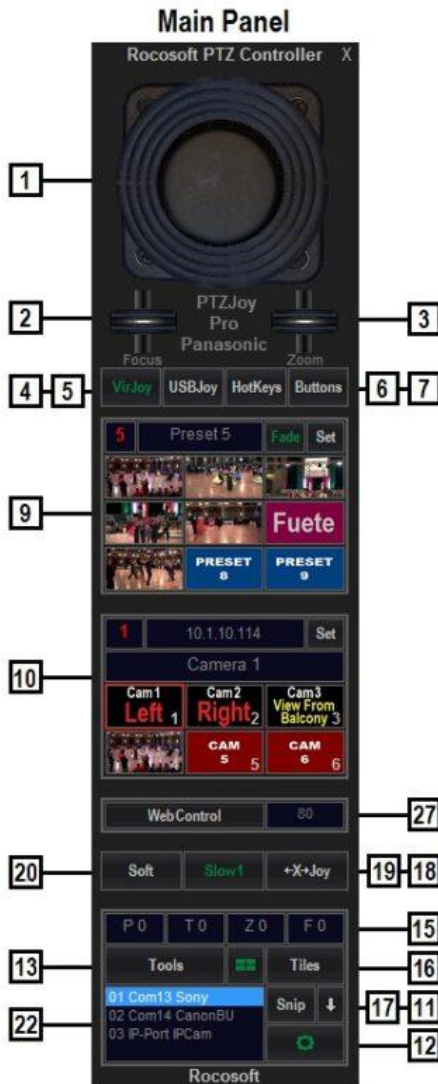 Main Panel
Rocosoft PTZ Controller X
1
2
PTZJoy
Pro
Panasonic
3
Focus
Zoom
4 5
VirJoy USBJoy HotKeys Buttons
6 7
5 Preset 5 Fade Set
9
Fuete
PRESET
8
PRESET
9
1 10.1.10.114 Set
10
Camera 1
Cam1
Left 1
Cam2
Right 2
Cam3
View From
Balcony 3
4
CAM
5 5
CAM
6 6
WebControl 80
27
20
Soft Slow1 ←X→Joy
19 18
P 0 T 0 Z 0 F 0
15
13
Tools Tiles
16
22
01 Com13 Sony
02 Com14 CanonBU
03 IP-Port IPCam
Snip ⬇
17 11
12
Rocosoft